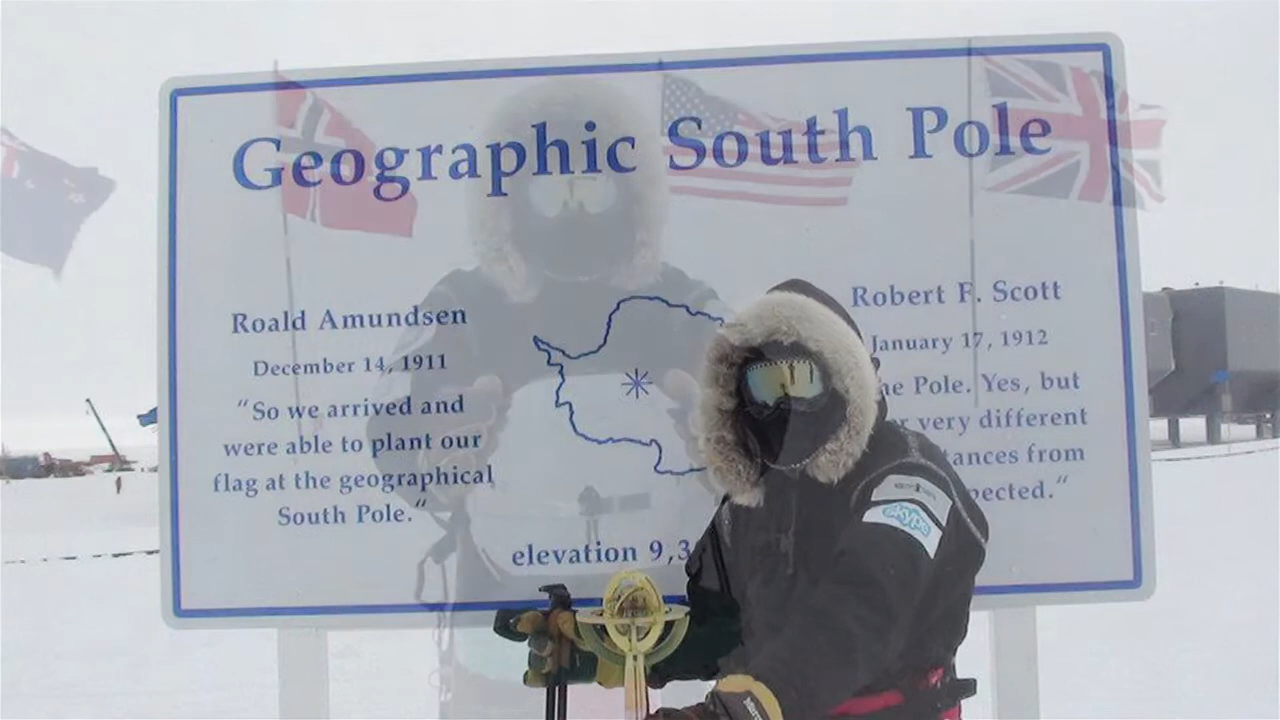 Geographic South Pole
Roald Amundsen
December 14, 1911
“So we arrived and
were able to plant our
flag at the geographical
South Pole.“
Robert F. Scott
January 17, 1912
Pole. Yes, but
very different
from
elevation 9,3
skype